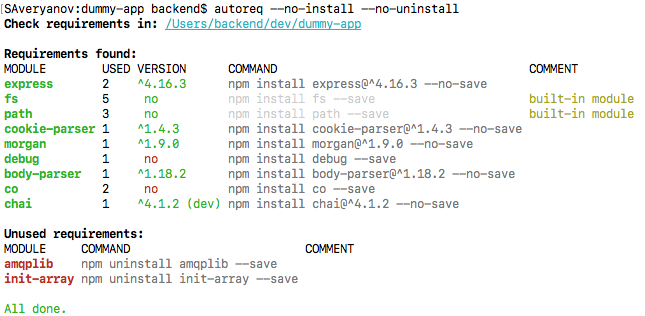 [SAveryanov:dummy-app backend$ autoreq --no-install --no-uninstall
Check requirements in: /Users/backend/dev/dummy-app
Requirements found:
MODULE USED VERSION COMMAND COMMENT
express 2 ^4.16.3 npm install express@^4.16.3 --no-save
fs 5 no npm install fs --save built-in module
path 3 no npm install path --save built-in module
cookie-parser 1 ^1.4.3 npm install cookie-parser@^1.4.3 --no-save
morgan 1 ^1.9.0 npm install morgan@^1.9.0 --no-save
debug 1 no npm install debug --save
body-parser 1 ^1.18.2 npm install body-parser@^1.18.2 --no-save
co 2 no npm install co --save
chai 1 ^4.1.2 (dev) npm install chai@^4.1.2 --no-save
Unused requirements:
MODULE COMMAND COMMENT
amqplib npm uninstall amqplib --save
init-array npm uninstall init-array --save
All done.